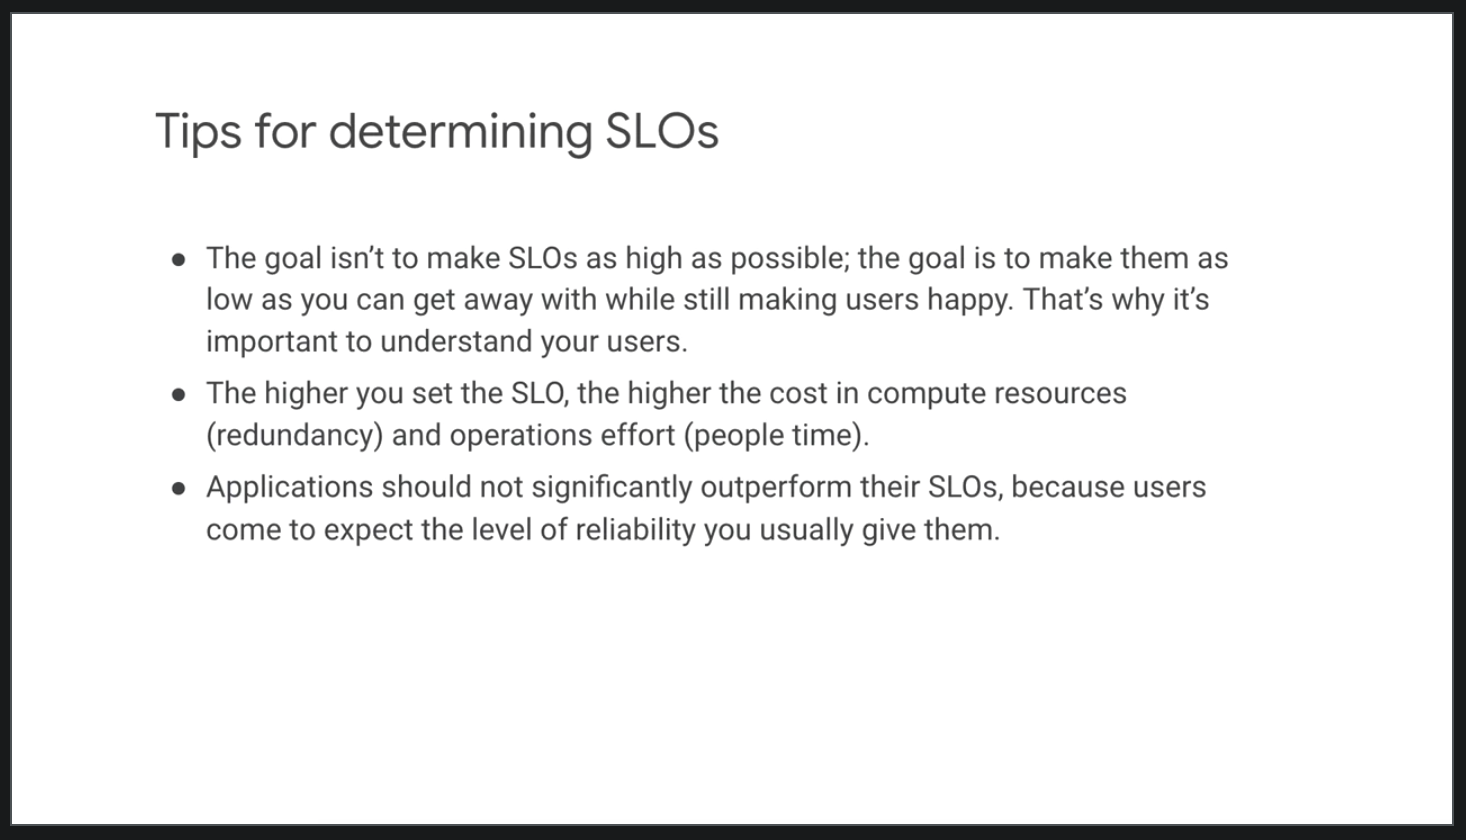 Tips for determining SLOs
● The goal isn’t to make SLOs as high as possible; the goal is to make them as
low as you can get away with while still making users happy. That’s why it’s
important to understand your users.
● The higher you set the SLO, the higher the cost in compute resources
(redundancy) and operations effort (people time).
● Applications should not significantly outperform their SLOs, because users
come to expect the level of reliability you usually give them.